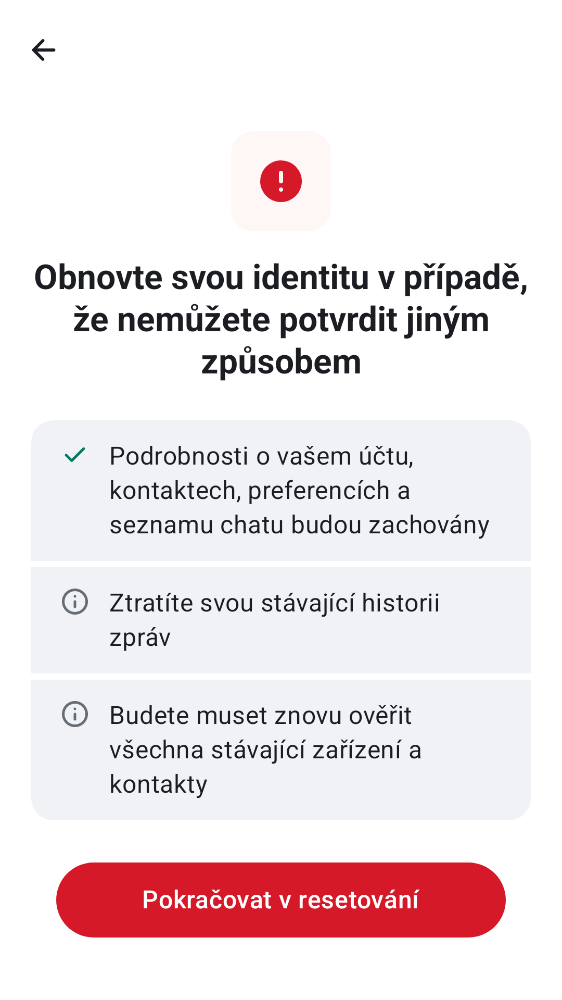 Obnovte svou identitu v případě,
že nemůžete potvrdit jiným
způsobem
Podrobnosti o vašem účtu,
kontaktech, preferencích a
seznamu chatu budou zachovány
Ztratíte svou stávající historii
zpráv
Budete muset znovu ověřit
všechna stávající zařízení a
kontakty
Pokračovat v resetování